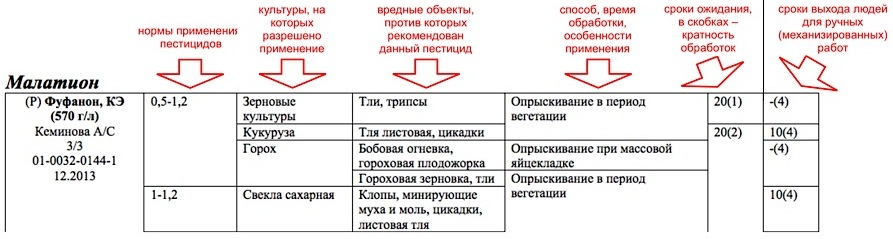 нормы применения
пестицидов
культуры, на
которых
разрешено
применение
вредные объекты,
против которых
рекомендован
данный пестицид
способ, время
обработки,
особенности
применения
сроки ожидания,
в скобках –
кратность
обработок
сроки выхода людей
для ручных
(механизированных)
работ
Малатион
(Р) Фуфанон, КЭ
(570 г/л)
Кеминова А/С
3/3
01-0032-0144-1
12.2013
0,5-1,2
Зерновые
культуры
Тли, трипсы
Опрыскивание в период
вегетации
20(1)
-(4)
Кукуруза
Тля листовая, цикадки
20(2)
10(4)
Горох
Бобовая огневка,
гороховая плодожорка
Опрыскивание при массовой
яйцекладке
-(4)
Гороховая зерновка, тли
Опрыскивание в период
вегетации
1-1,2
Свекла сахарная
Клопы, минирующие
муха и моль, цикадки,
листовая тля
10(4)